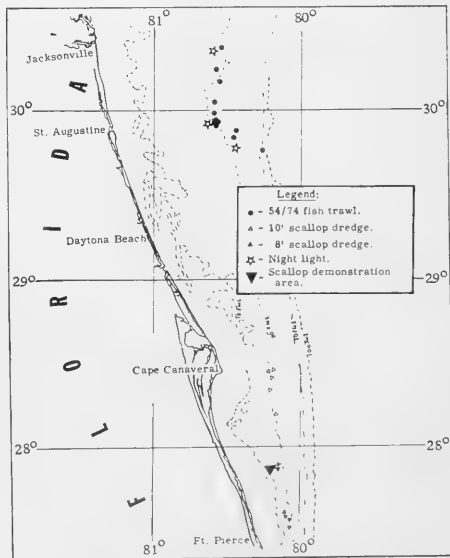 81° 80°
Jacksonville
30° 30°
St. Augustine
Legend:
● - 54/74 fish trawl.
△ - 10' scallop dredge.
▲ - 8' scallop dredge.
☆ - Night light.
▼ - Scallop demonstration
area.
Daytona Beach
29° 29°
Cape Canaveral
28° 28°
Ft. Pierce
81° 80°
FLORIDA